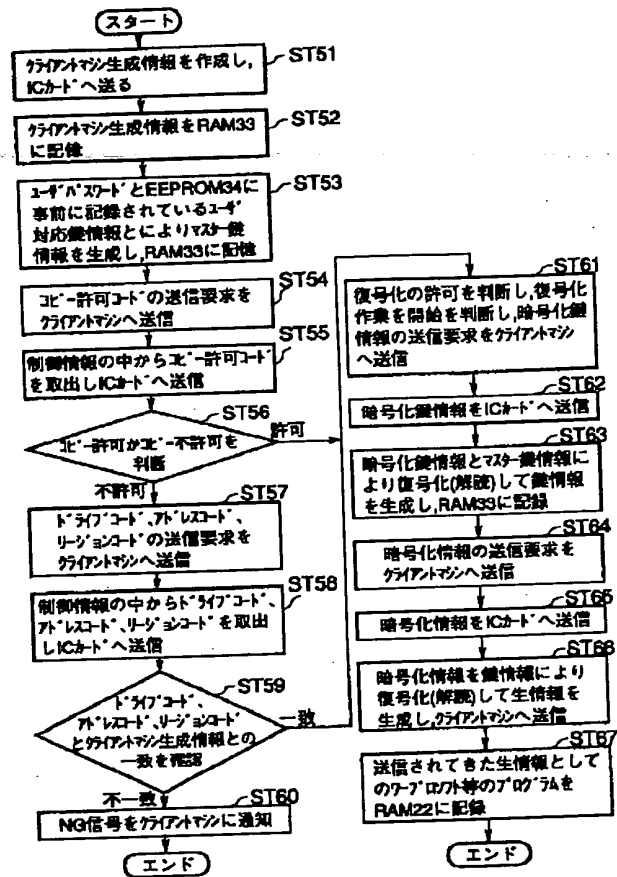 スタート
ST51
クライアントマシン生成情報を作成し,
ICカードへ送る
ST52
クライアントマシン生成情報をRAM33
に記憶
ST53
ユーザパスワードとEEPROM34に
事前に記録されているユーザ
対応鍵情報とによりマスター鍵
情報を生成し,RAM33に記憶
ST54
コピー許可コードの送信要求を
クライアントマシンへ送信
ST55
制御情報の中からコピー許可コード
を取出しICカードへ送信
ST56
コピー許可かコピー不許可を
判断
許可
不許可
ST57
ドライブコード、アドレスコード、
リージョンコードの送信要求を
クライアントマシンへ送信
ST58
制御情報の中からドライブコード、
アドレスコード、リージョンコードを取出
しICカードへ送信
ST59
ドライブコード、
アドレスコード、リージョンコード
とクライアントマシン生成情報との
一致を確認
一致
不一致
ST60
NG信号をクライアントマシンに通知
エンド
ST61
復号化の許可を判断し,復号化
作業を開始を判断し,暗号化鍵
情報の送信要求をクライアントマシン
へ送信
ST62
暗号化鍵情報をICカードへ送信
ST63
暗号化鍵情報とマスター鍵情報に
より復号化(解読)して鍵情報
を生成し,RAM33に記録
ST64
暗号化情報の送信要求を
クライアントマシンへ送信
ST65
暗号化情報をICカードへ送信
ST66
暗号化情報を鍵情報により
復号化(解読)して生情報を
生成し,クライアントマシンへ送信
ST67
送信されてきた生情報として
のワープロソフト等のプログラムを
RAM22に記録
エンド